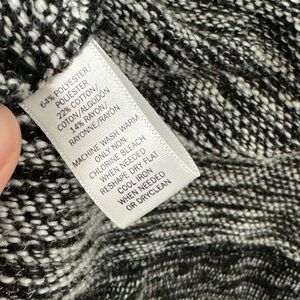 64% POLYESTER/
POLIESTER
22% COTTON/
COTON/ALGODON
14% RAYON/
RAYONNE/RAYON
MACHINE WASH WARM
ONLY NON
CHLORINE BLEACH
WHEN NEEDED
RESHAPE DRY FLAT
COOL IRON
WHEN NEEDED
OR DRYCLEAN